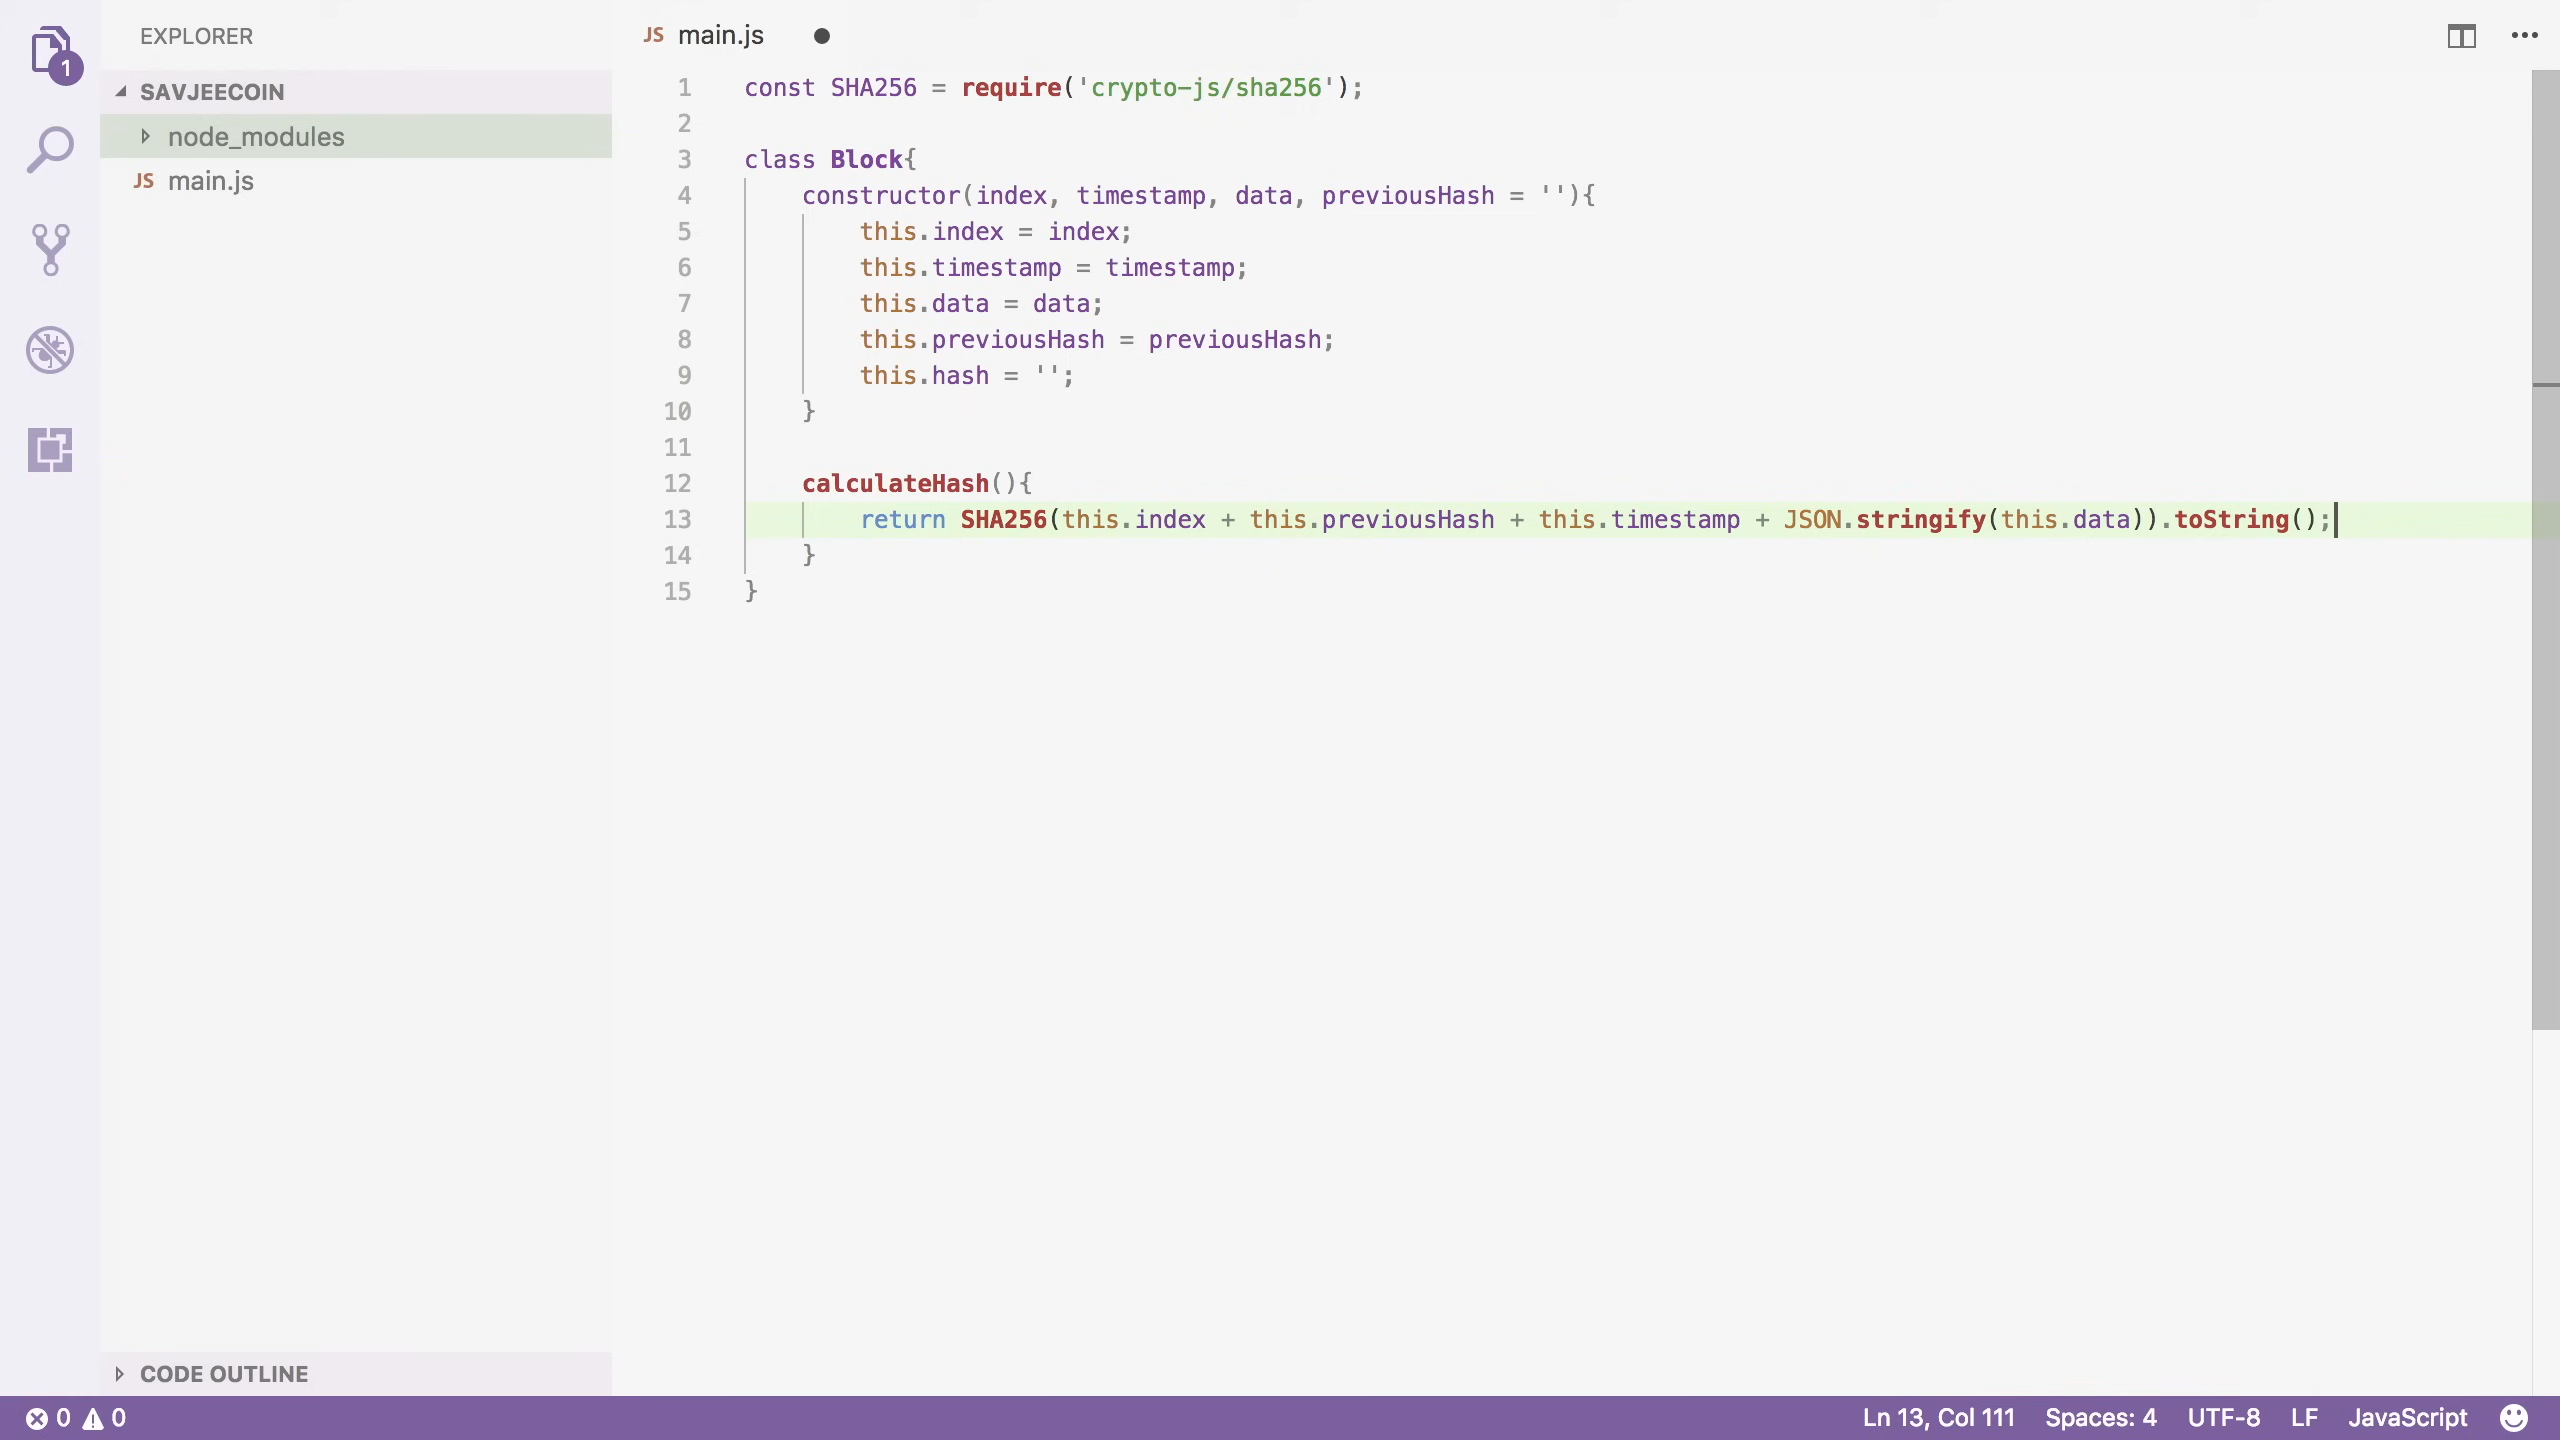 EXPLORER
1
SAVJEECOIN
node_modules
JS main.js
CODE OUTLINE
JS main.js
1 const SHA256 = require('crypto-js/sha256');
2
3 class Block{
4 constructor(index, timestamp, data, previousHash = ''){
5 this.index = index;
6 this.timestamp = timestamp;
7 this.data = data;
8 this.previousHash = previousHash;
9 this.hash = '';
10 }
11
12 calculateHash(){
13 return SHA256(this.index + this.previousHash + this.timestamp + JSON.stringify(this.data)).toString();
14 }
15 }
0 0
Ln 13, Col 111 Spaces: 4 UTF-8 LF JavaScript